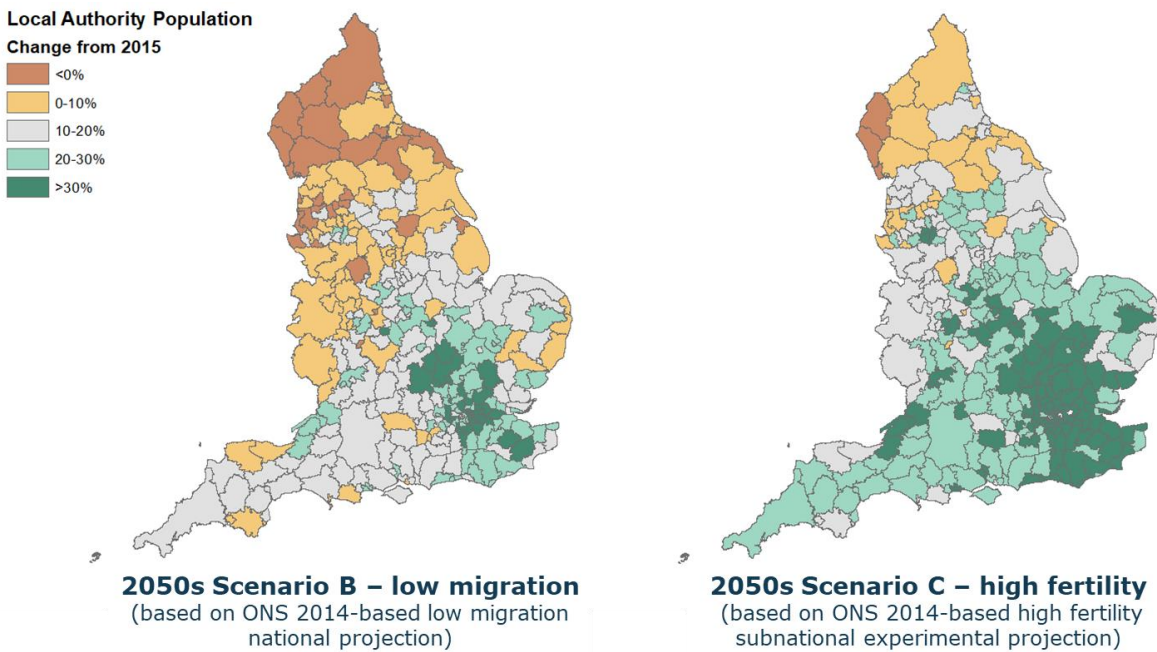 Local Authority Population
Change from 2015
<0%
0-10%
10-20%
20-30%
>30%
2050s Scenario B – low migration
(based on ONS 2014-based low migration
national projection)
2050s Scenario C – high fertility
(based on ONS 2014-based high fertility
subnational experimental projection)